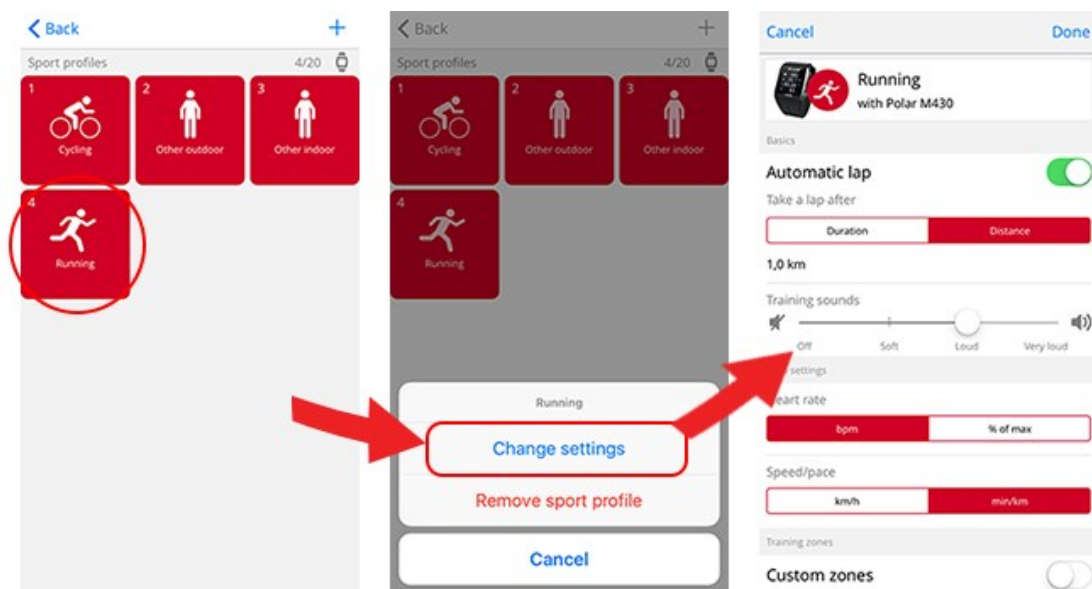 Back
+
Sport profiles 4/20
1
Cycling
2
Other outdoor
3
Other indoor
4
Running
Back
+
Sport profiles 4/20
1
Cycling
2
Other outdoor
3
Other indoor
4
Running
Running
Change settings
Remove sport profile
Cancel
Cancel Done
Running
with Polar M430
Basics
Automatic lap
Take a lap after
Duration Distance
1,0 km
Training sounds
Off Soft Loud Very loud
settings
eart rate
bpm % of max
Speed/pace
km/h min/km
Training zones
Custom zones